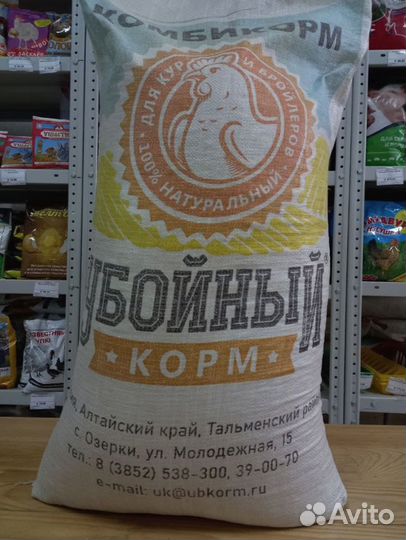 КОМБИКОРМ
ДЛЯ КУР И БРОЙЛЕРОВ
100% НАТУРАЛЬНЫЙ
УБОЙНЫЙ
КОРМ
Алтайский край, Тальменский
с. Озерки, ул. Молодежная, 15
Тел.: 8 (3852) 538-300, 39-00-70
e-mail: uk@ubkorm.ru
Avito